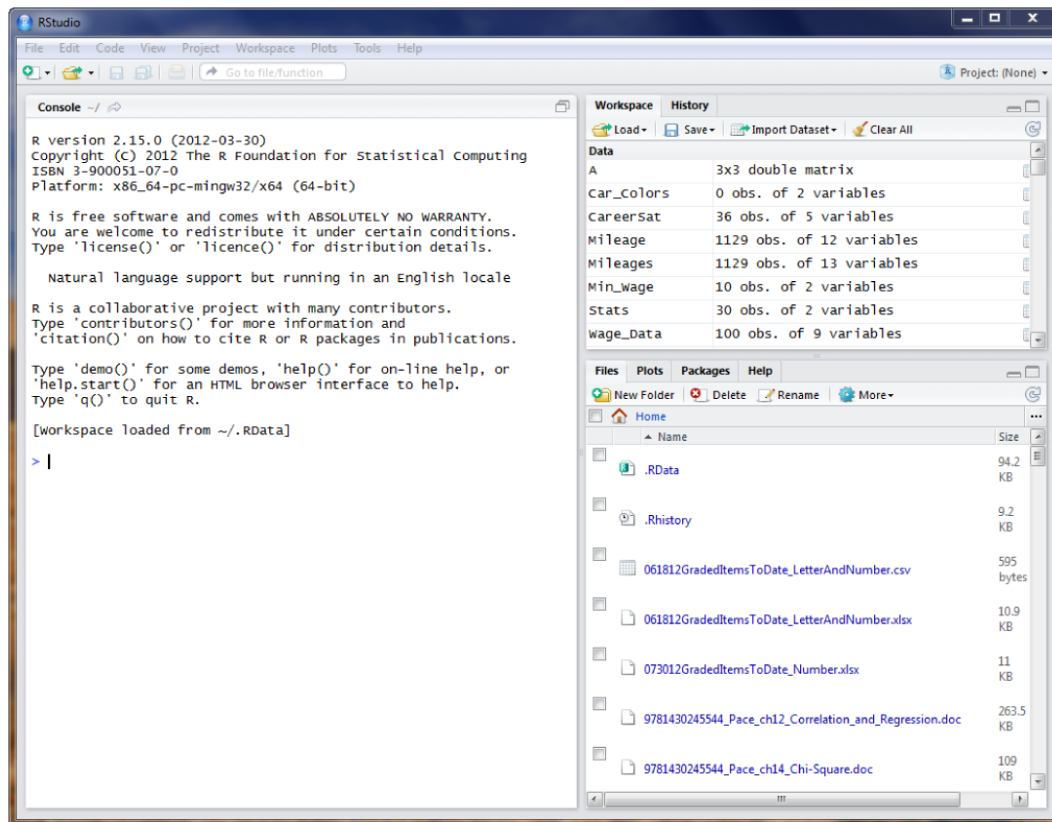 RStudio
File Edit Code View Project Workspace Plots Tools Help
Go to file/function
Project: (None)
Console ~/
R version 2.15.0 (2012-03-30)
Copyright (C) 2012 The R Foundation for Statistical Computing
ISBN 3-900051-07-0
Platform: x86_64-pc-mingw32/x64 (64-bit)
R is free software and comes with ABSOLUTELY NO WARRANTY.
You are welcome to redistribute it under certain conditions.
Type 'license()' or 'licence()' for distribution details.
Natural language support but running in an English locale
R is a collaborative project with many contributors.
Type 'contributors()' for more information and
'citation()' on how to cite R or R packages in publications.
Type 'demo()' for some demos, 'help()' for on-line help, or
'help.start()' for an HTML browser interface to help.
Type 'q()' to quit R.
[Workspace loaded from ~/.RData]
>
Workspace History
Load Save Import Dataset Clear All
Data
A 3x3 double matrix
Car_Colors 0 obs. of 2 variables
CareerSat 36 obs. of 5 variables
Mileage 1129 obs. of 12 variables
Mileages 1129 obs. of 13 variables
Min_Wage 10 obs. of 2 variables
Stats 30 obs. of 2 variables
Wage_Data 100 obs. of 9 variables
Files Plots Packages Help
New Folder Delete Rename More
Home
Name Size
.RData 94.2 KB
.Rhistory 9.2 KB
061812GradedItemsToDate_LetterAndNumber.csv 595 bytes
061812GradedItemsToDate_LetterAndNumber.xlsx 10.9 KB
073012GradedItemsToDate_Number.xlsx 11 KB
9781430245544_Pace_ch12_Correlation_and_Regression.doc 263.5 KB
9781430245544_Pace_ch14_Chi-Square.doc 109 KB